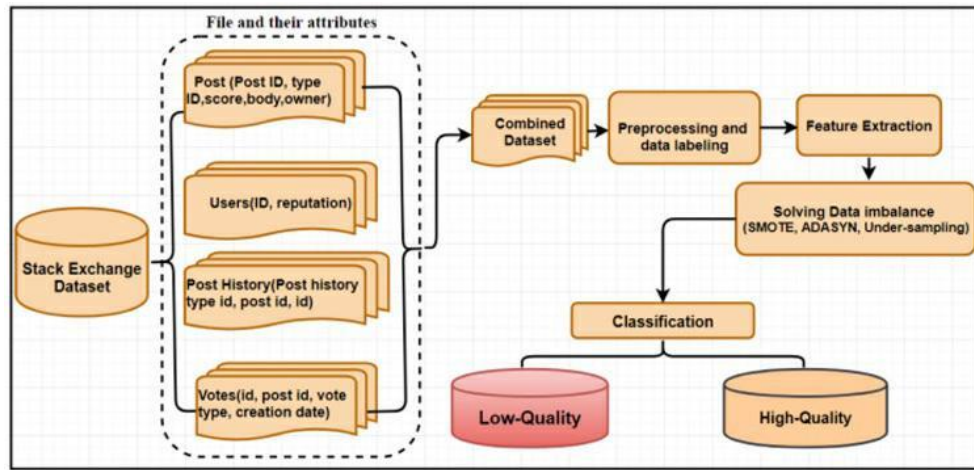 File and their attributes
Post (Post ID, type
ID,score,body,owner)
Users(ID, reputation)
Stack Exchange
Dataset
Post History(Post history
type id, post id, id)
Votes(id, post id, vote
type, creation date)
Combined
Dataset
Preprocessing and
data labeling
Feature Extraction
Solving Data imbalance
(SMOTE, ADASYN, Under-sampling)
Classification
Low-Quality
High-Quality